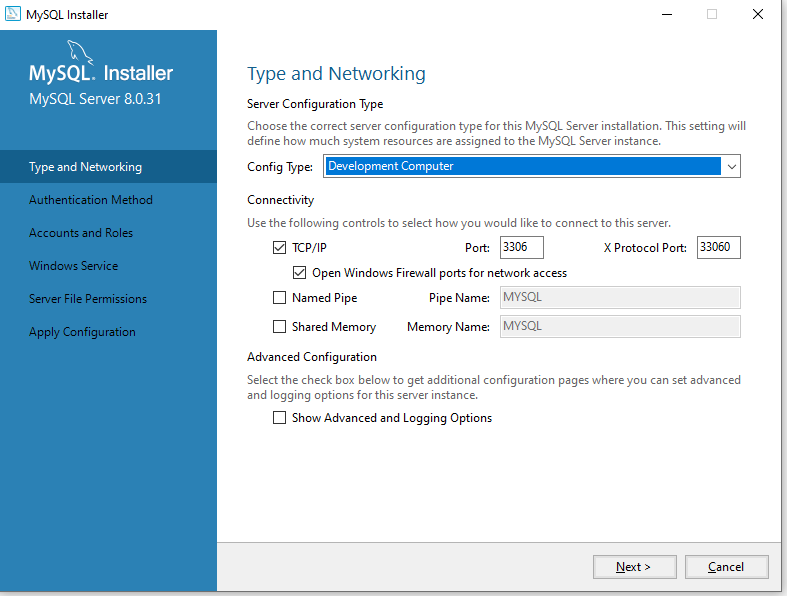 MySQL Installer
MySQL. Installer
MySQL Server 8.0.31
Type and Networking
Authentication Method
Accounts and Roles
Windows Service
Server File Permissions
Apply Configuration
Type and Networking
Server Configuration Type
Choose the correct server configuration type for this MySQL Server installation. This setting will
define how much system resources are assigned to the MySQL Server instance.
Config Type: Development Computer
Connectivity
Use the following controls to select how you would like to connect to this server.
TCP/IP Port: 3306 X Protocol Port: 33060
Open Windows Firewall ports for network access
Named Pipe Pipe Name: MYSQL
Shared Memory Memory Name: MYSQL
Advanced Configuration
Select the check box below to get additional configuration pages where you can set advanced
and logging options for this server instance.
Show Advanced and Logging Options
Next > Cancel